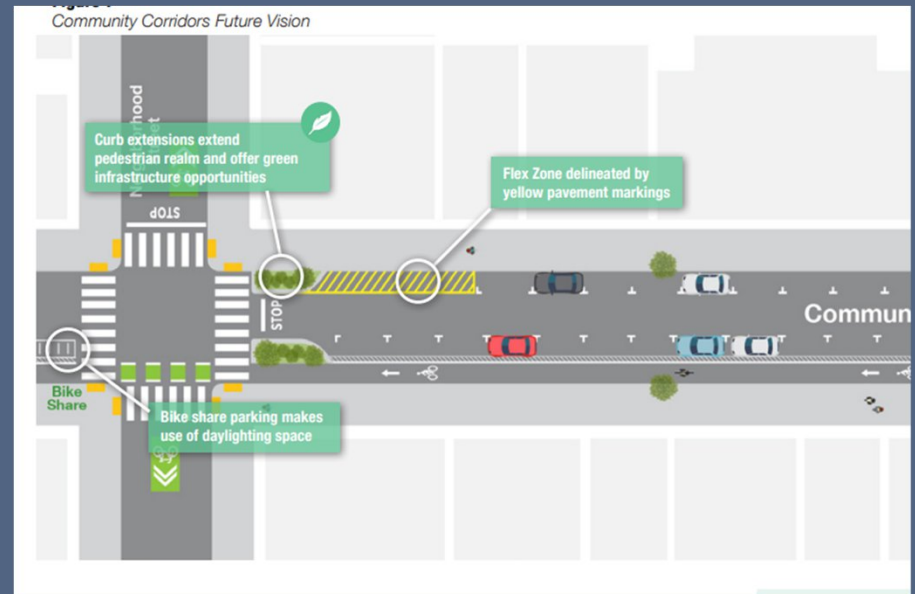 Community Corridors Future Vision
Curb extensions extend
pedestrian realm and offer green
infrastructure opportunities
Flex Zone delineated by
yellow pavement markings
STOP
STOP
Commun
Bike
Share
Bike share parking makes
use of daylighting space